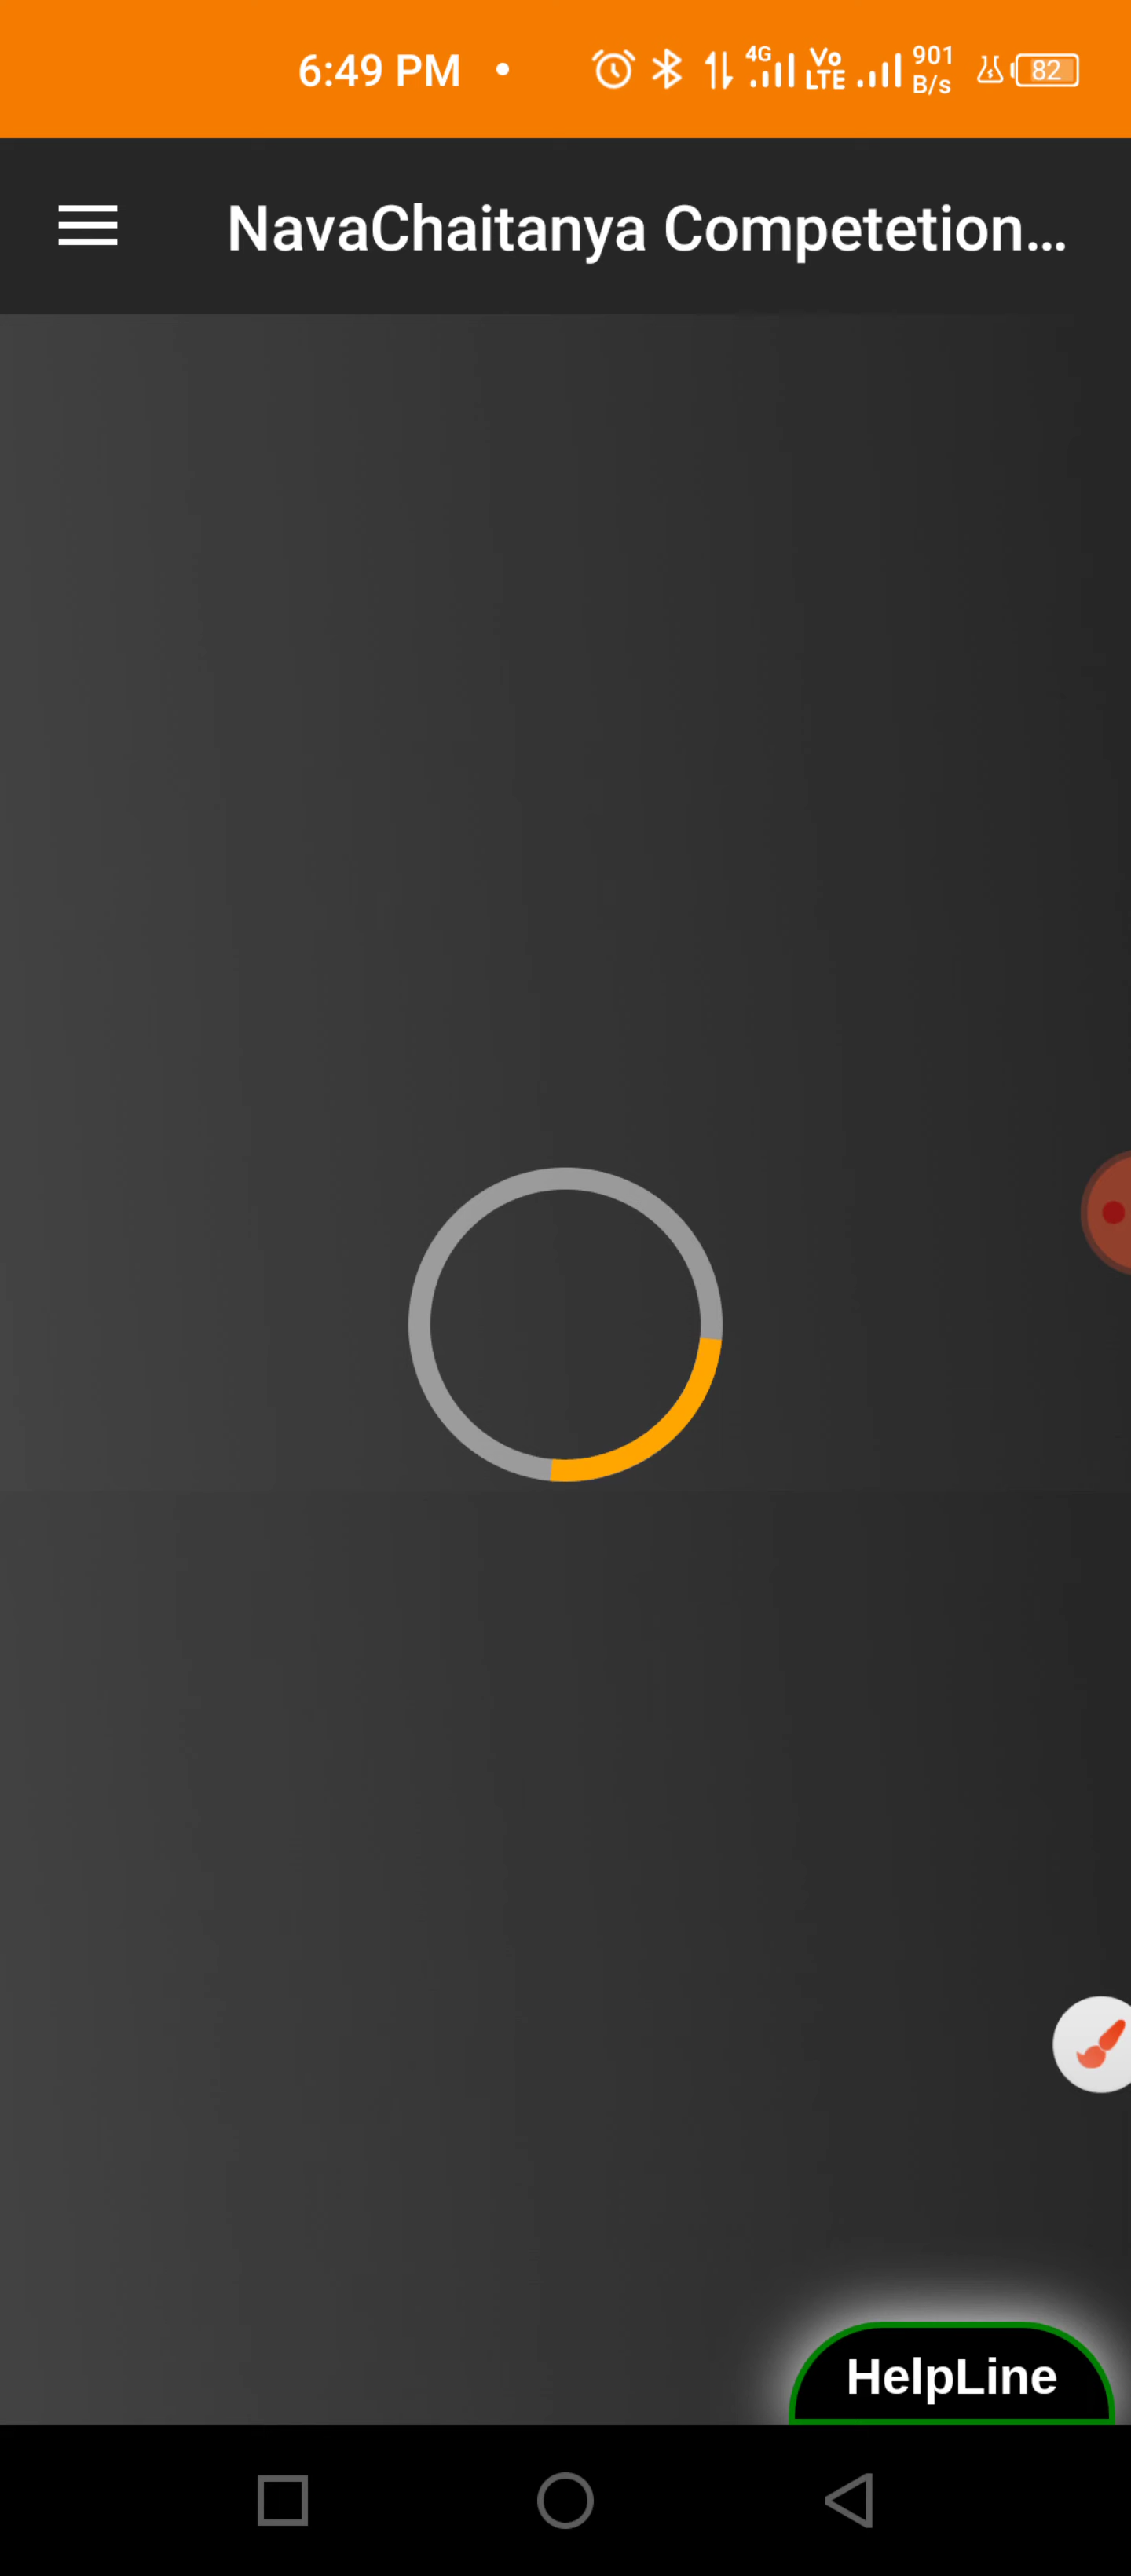 6:49 PM
4G
Vo
LTE
901
B/s
82
NavaChaitanya Competetion...
HelpLine